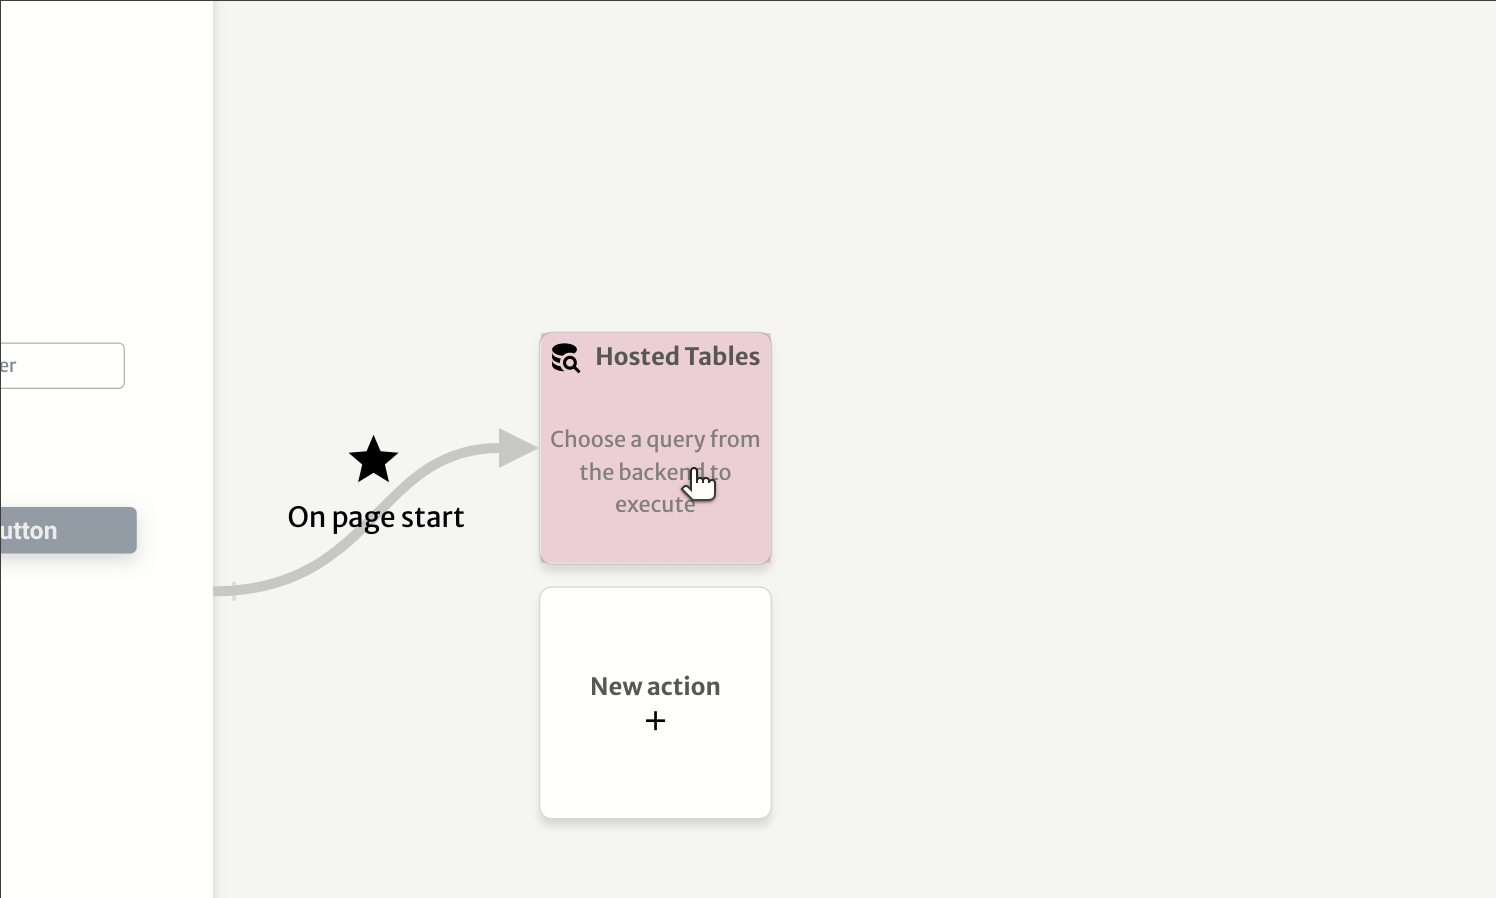 Hosted Tables
er
Choose a query from
the backend to
execute
On page start
utton
New action